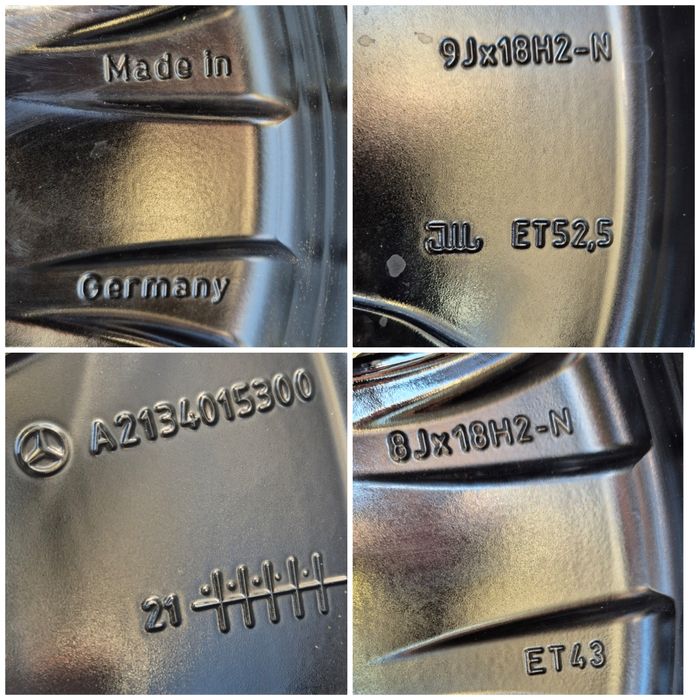 Made in
Germany
9Jx18H2-N
ET52,5
A2134015300
21
8Jx18H2-N
ET43